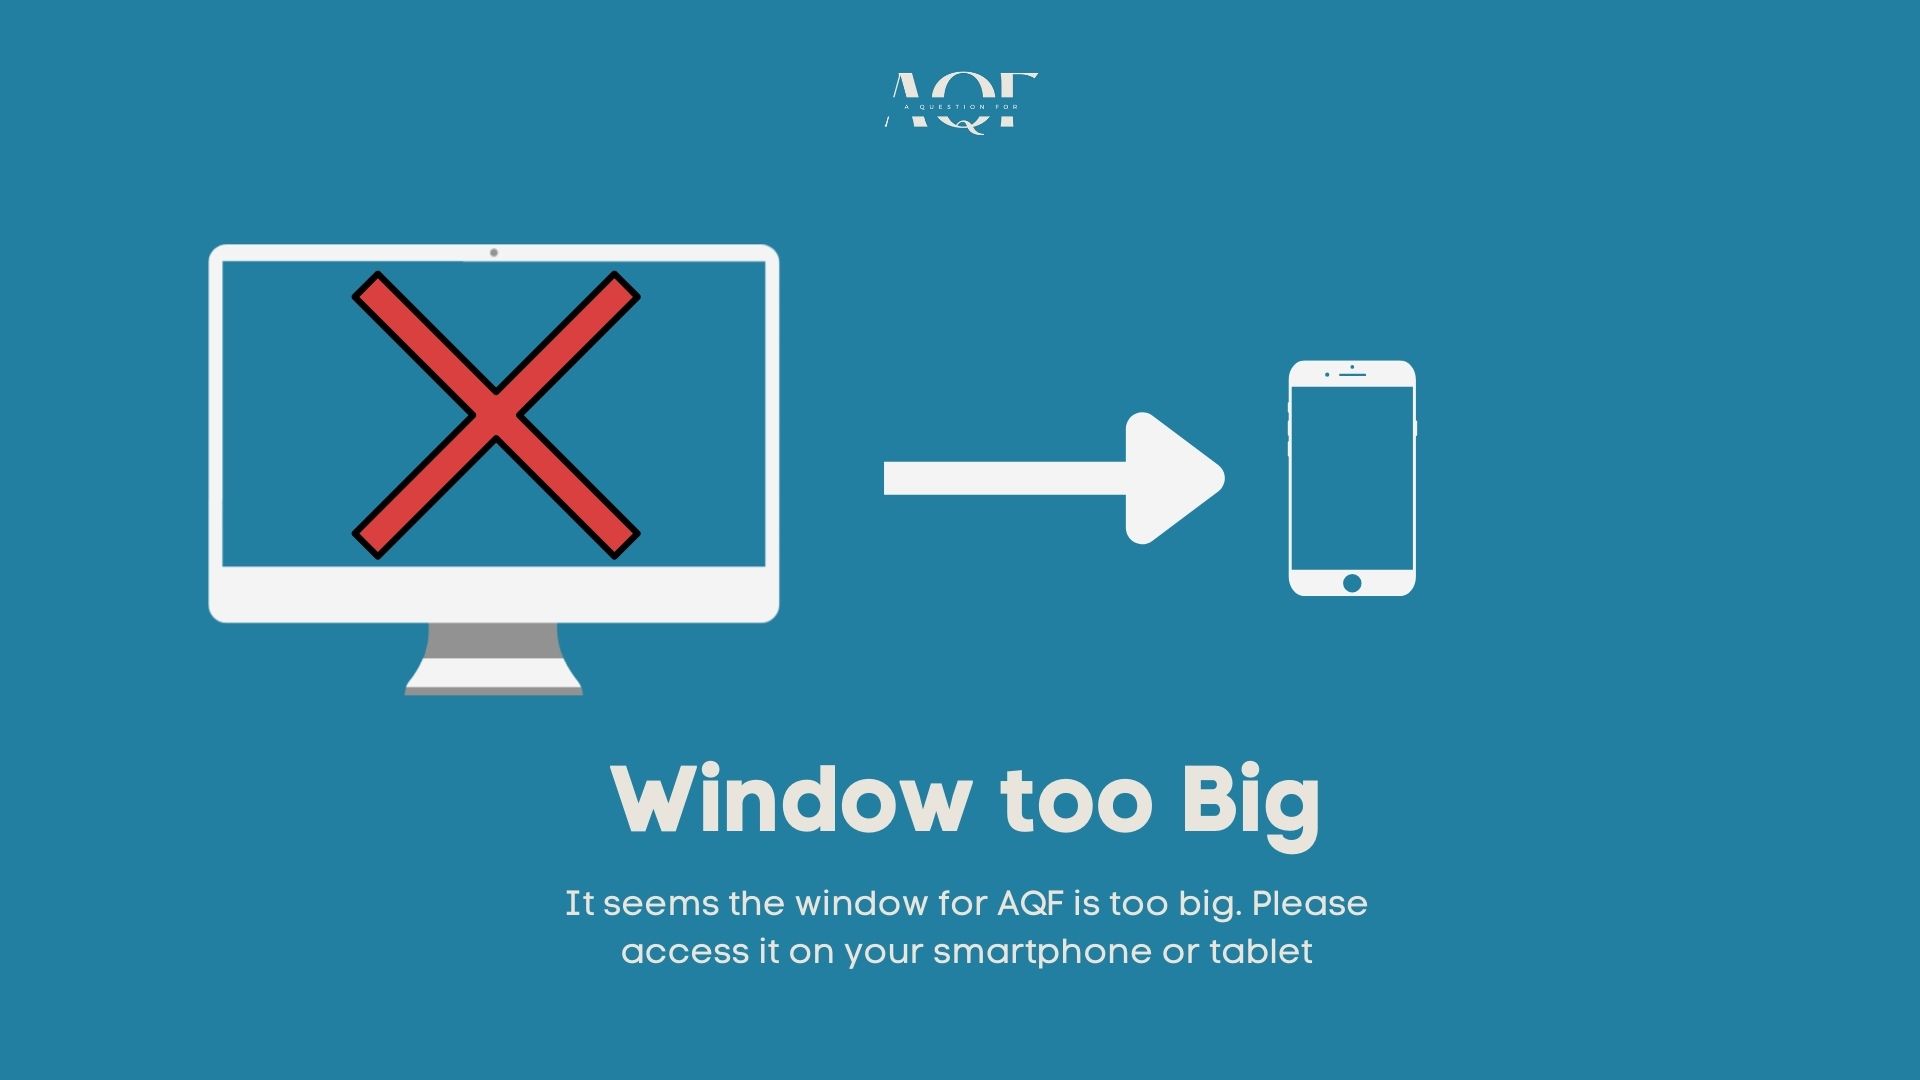 AQF
A QUESTION FOR
Window too Big
It seems the window for AQF is too big. Please
access it on your smartphone or tablet